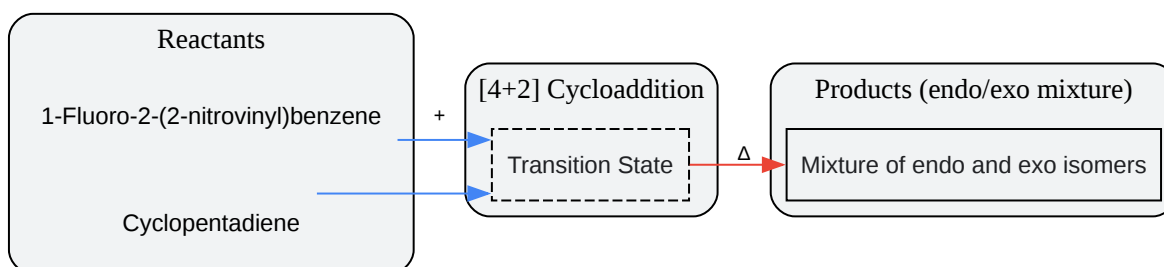 Reactants
1-Fluoro-2-(2-nitrovinyl)benzene
Cyclopentadiene
+
[4+2] Cycloaddition
Transition State
Δ
Products (endo/exo mixture)
Mixture of endo and exo isomers